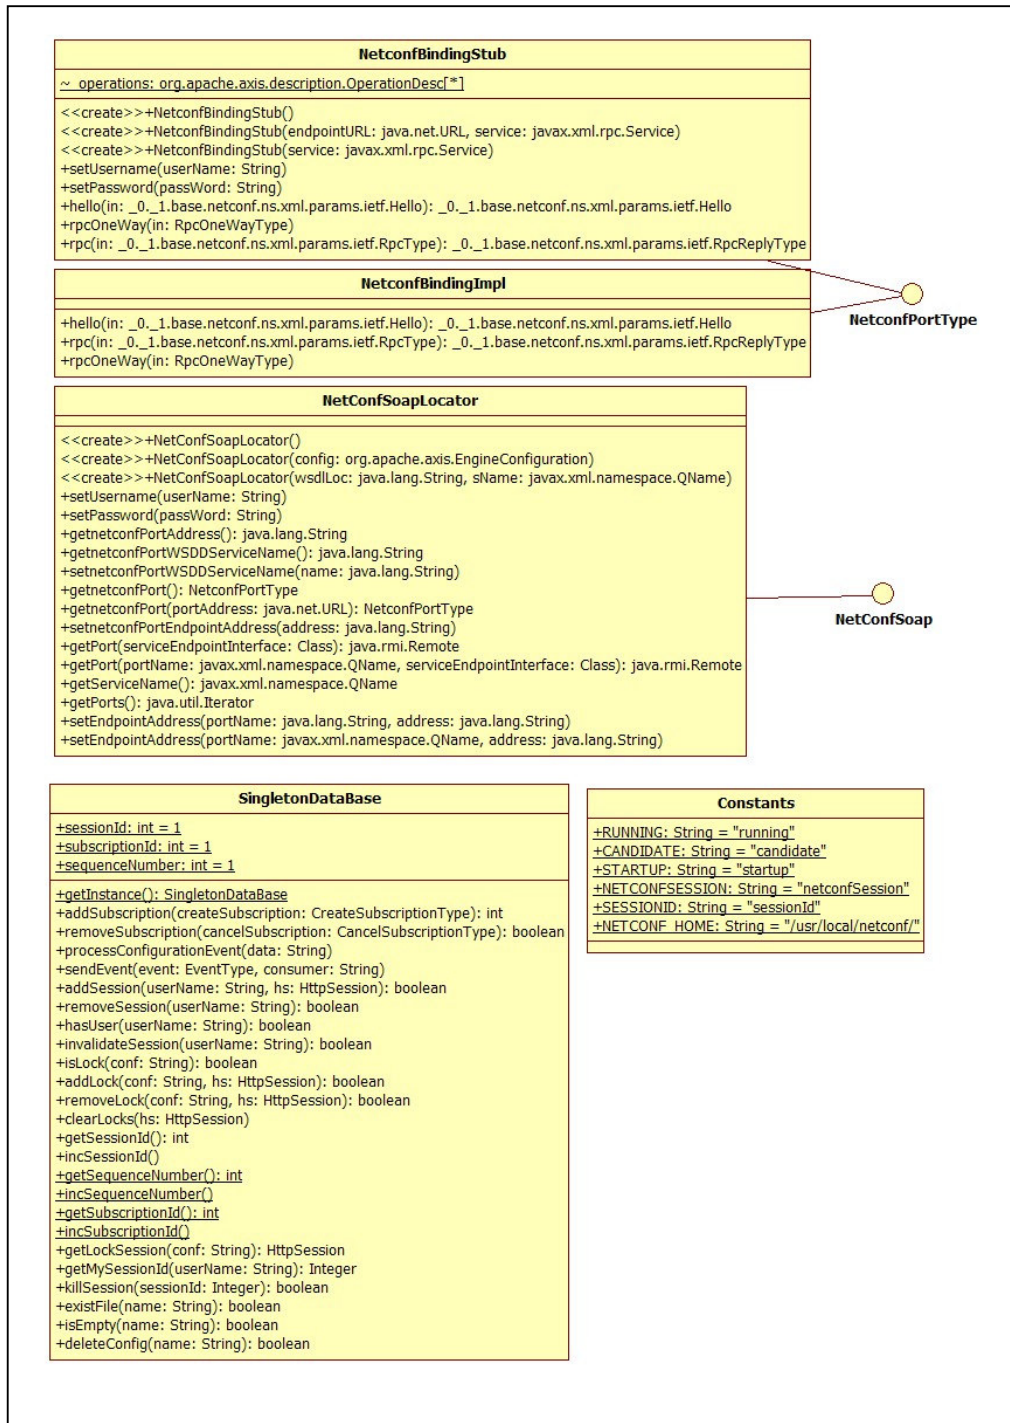 NetconfBindingStub
~_operations: org.apache.axis.description.OperationDesc[*]
<<create>>+NetconfBindingStub()
<<create>>+NetconfBindingStub(endpointURL: java.net.URL, service: javax.xml.rpc.Service)
<<create>>+NetconfBindingStub(service: javax.xml.rpc.Service)
+setUsername(userName: String)
+setPassword(passWord: String)
+hello(in: _0._1.base.netconf.ns.xml.params.ietf.Hello): _0._1.base.netconf.ns.xml.params.ietf.Hello
+rpcOneWay(in: RpcOneWayType)
+rpc(in: _0._1.base.netconf.ns.xml.params.ietf.RpcType): _0._1.base.netconf.ns.xml.params.ietf.RpcReplyType
NetconfBindingImpl
+hello(in: _0._1.base.netconf.ns.xml.params.ietf.Hello): _0._1.base.netconf.ns.xml.params.ietf.Hello
+rpc(in: _0._1.base.netconf.ns.xml.params.ietf.RpcType): _0._1.base.netconf.ns.xml.params.ietf.RpcReplyType
+rpcOneWay(in: RpcOneWayType)
NetconfPortType
NetConfSoapLocator
<<create>>+NetConfSoapLocator()
<<create>>+NetConfSoapLocator(config: org.apache.axis.EngineConfiguration)
<<create>>+NetConfSoapLocator(wsdlLoc: java.lang.String, sName: javax.xml.namespace.QName)
+setUsername(userName: String)
+setPassword(passWord: String)
+getnetconfPortAddress(): java.lang.String
+getnetconfPortWSDDServiceName(): java.lang.String
+setnetconfPortWSDDServiceName(name: java.lang.String)
+getnetconfPort(): NetconfPortType
+getnetconfPort(portAddress: java.net.URL): NetconfPortType
+setnetconfPortEndpointAddress(address: java.lang.String)
+getPort(serviceEndpointInterface: Class): java.rmi.Remote
+getPort(portName: javax.xml.namespace.QName, serviceEndpointInterface: Class): java.rmi.Remote
+getServiceName(): javax.xml.namespace.QName
+getPorts(): java.util.Iterator
+setEndpointAddress(portName: java.lang.String, address: java.lang.String)
+setEndpointAddress(portName: javax.xml.namespace.QName, address: java.lang.String)
NetConfSoap
SingletonDataBase
+sessionId: int = 1
+subscriptionId: int = 1
+sequenceNumber: int = 1
+getInstance(): SingletonDataBase
+addSubscription(createSubscription: CreateSubscriptionType): int
+removeSubscription(cancelSubscription: CancelSubscriptionType): boolean
+processConfigurationEvent(data: String)
+sendEvent(event: EventType, consumer: String)
+addSession(userName: String, hs: HttpSession): boolean
+removeSession(userName: String): boolean
+hasUser(userName: String): boolean
+invalidateSession(userName: String): boolean
+isLock(conf: String): boolean
+addLock(conf: String, hs: HttpSession): boolean
+removeLock(conf: String, hs: HttpSession): boolean
+clearLocks(hs: HttpSession)
+getSessionId(): int
+incSessionId()
+getSequenceNumber(): int
+incSequenceNumber()
+getSubscriptionId(): int
+incSubscriptionId()
+getLockSession(conf: String): HttpSession
+getMySessionId(userName: String): Integer
+killSession(sessionId: Integer): boolean
+existFile(name: String): boolean
+isEmpty(name: String): boolean
+deleteConfig(name: String): boolean
Constants
+RUNNING: String = "running"
+CANDIDATE: String = "candidate"
+STARTUP: String = "startup"
+NETCONFSESSION: String = "netconfSession"
+SESSIONID: String = "sessionId"
+NETCONF_HOME: String = "/usr/local/netconf/"